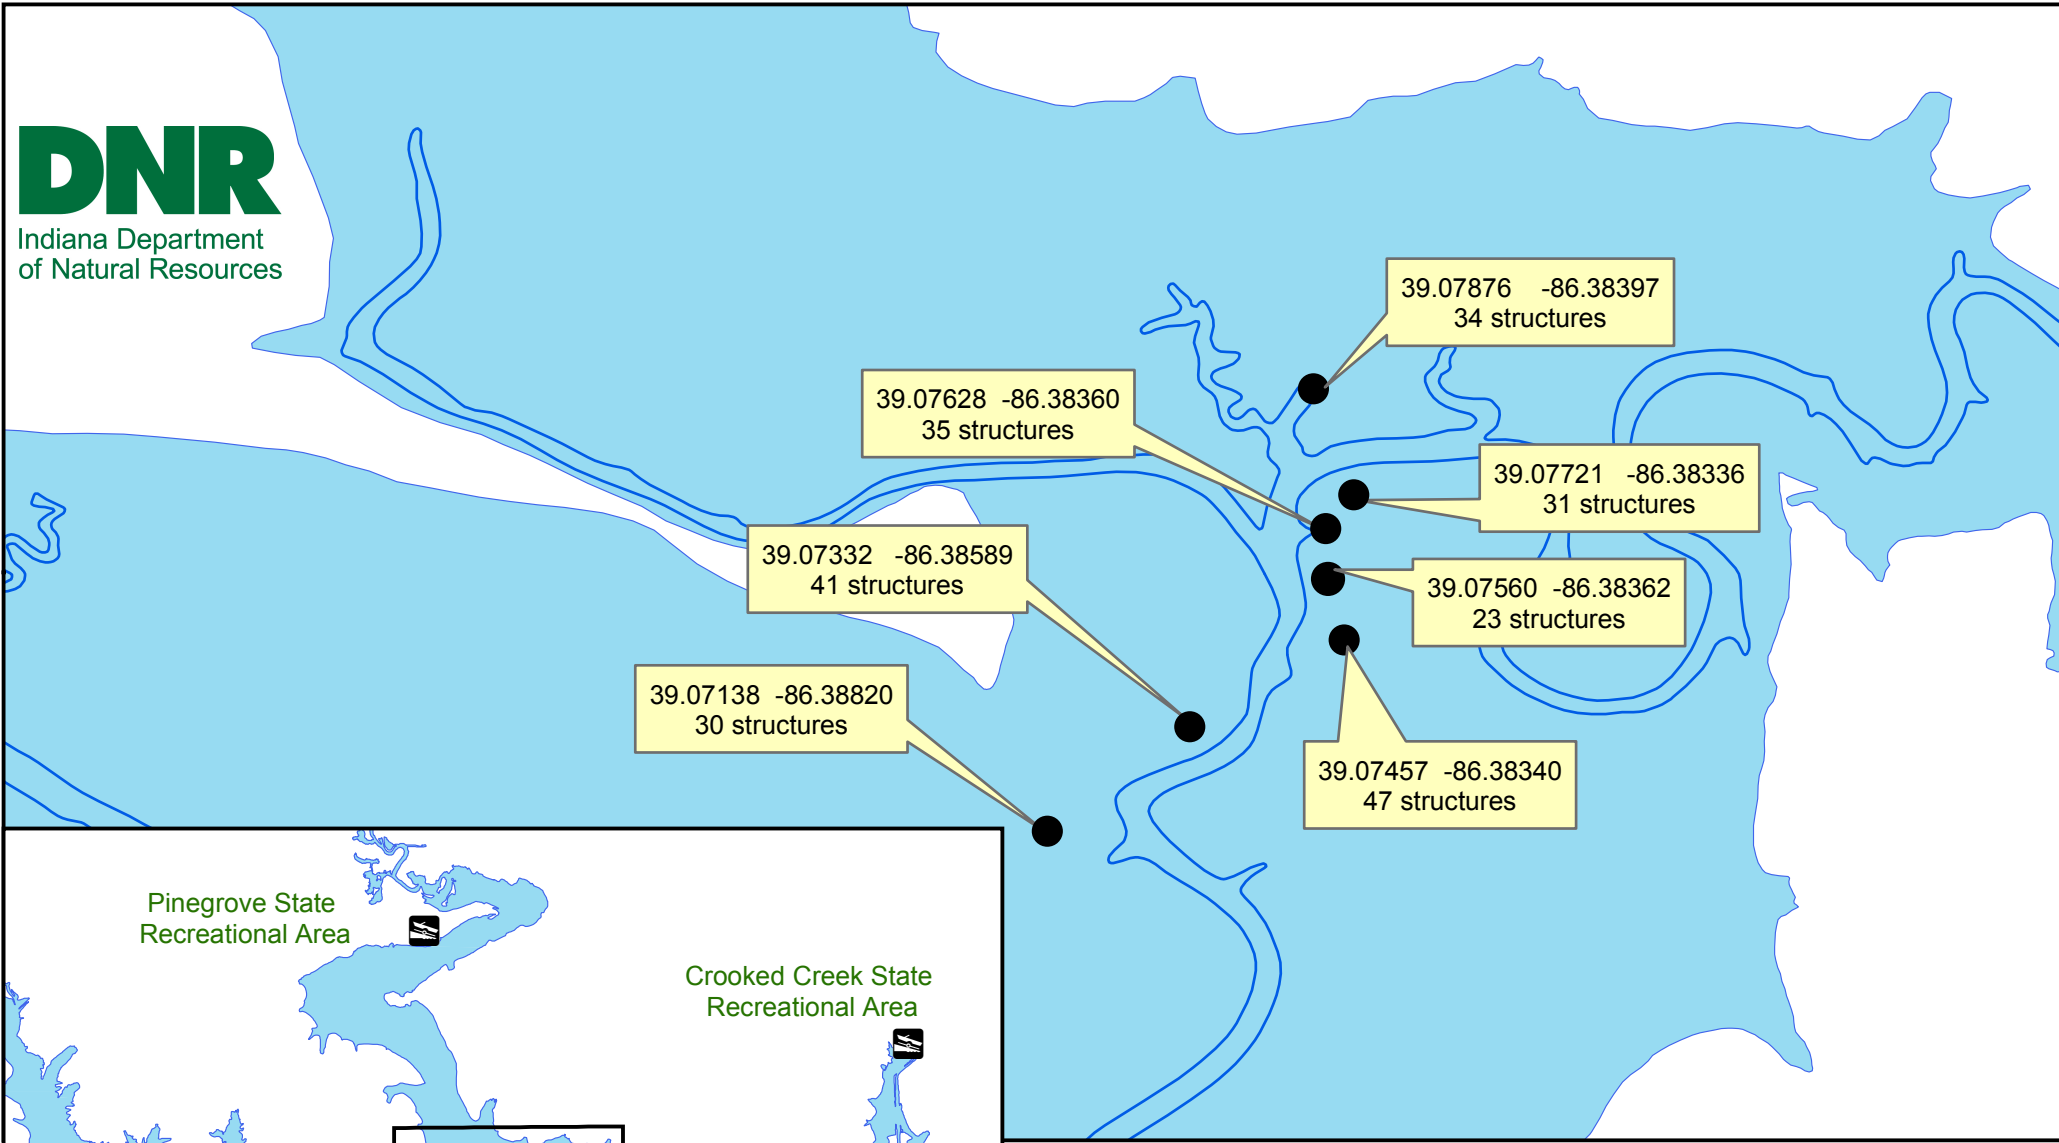 DNR
Indiana Department
of Natural Resources
39.07876 -86.38397
34 structures
39.07628 -86.38360
35 structures
39.07721 -86.38336
31 structures
39.07332 -86.38589
41 structures
39.07560 -86.38362
23 structures
39.07138 -86.38820
30 structures
39.07457 -86.38340
47 structures
Pinegrove State
Recreational Area
Crooked Creek State
Recreational Area